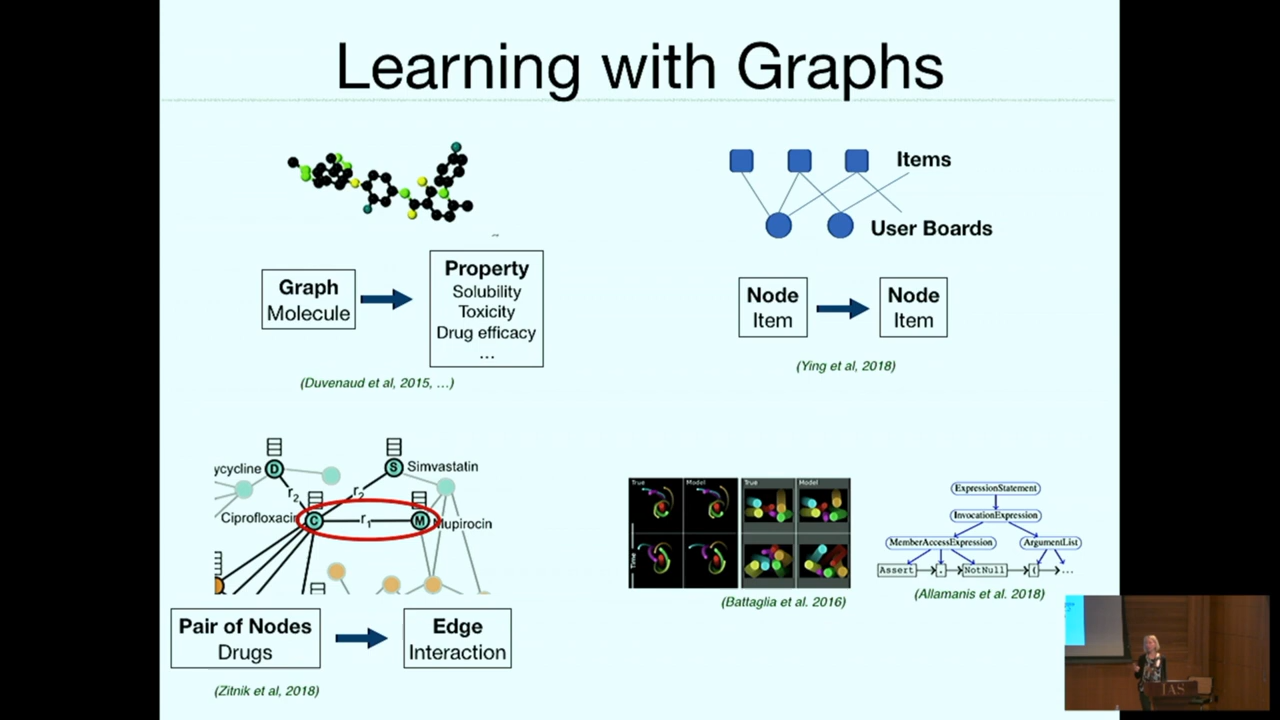 Learning with Graphs
Items
User Boards
Graph
Molecule
Property
Solubility
Toxicity
Drug efficacy
...
(Duvenaud et al, 2015, ...)
Node
Item
Node
Item
(Ying et al, 2018)
ycycline
D
S
Simvastatin
r2
r2
Ciprofloxacin
C
r1
M
Mupirocin
Pair of Nodes
Drugs
Edge
Interaction
(Zitnik et al, 2018)
True
Model
True
Model
Time
(Battaglia et al. 2016)
ExpressionStatement
InvocationExpression
MemberAccessExpression
ArgumentList
Assert
.
NotNull
(
...
(Allamanis et al. 2018)
IAS